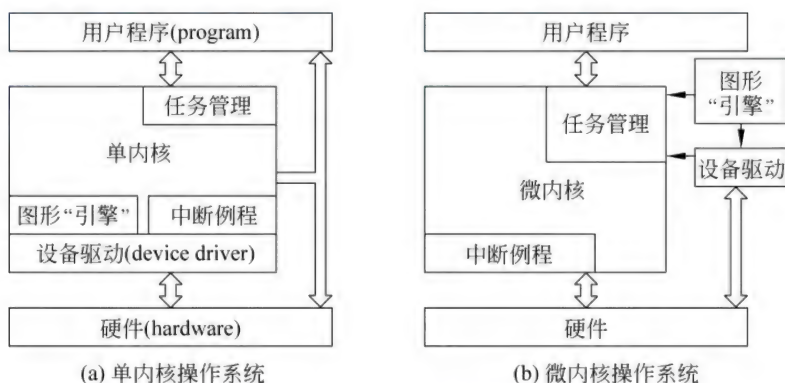 用户程序(program)
任务管理
单内核
图形“引擎”
中断例程
设备驱动(device driver)
硬件(hardware)
(a) 单内核操作系统
用户程序
图形
“引擎”
任务管理
设备驱动
微内核
中断例程
硬件
(b) 微内核操作系统